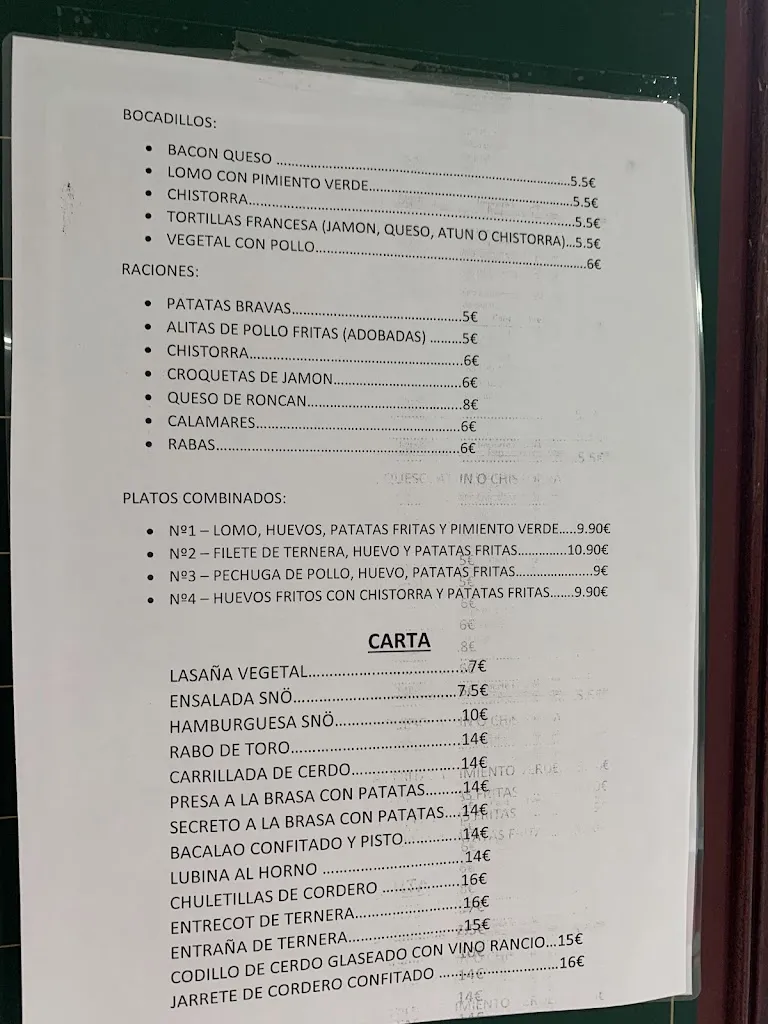 BOCADILLOS:
• BACON QUESO ..........................................................................5.5€
• LOMO CON PIMIENTO VERDE...................................................5.5€
• CHISTORRA.................................................................................5.5€
• TORTILLAS FRANCESA (JAMON, QUESO, ATUN O CHISTORRA)...5.5€
• VEGETAL CON POLLO...................................................................6€
RACIONES:
• PATATAS BRAVAS...........................................5€
• ALITAS DE POLLO FRITAS (ADOBADAS) ........5€
• CHISTORRA.....................................................6€
• CROQUETAS DE JAMON................................6€
• QUESO DE RONCAN.......................................8€
• CALAMARES...................................................6€
• RABAS.............................................................6€
PLATOS COMBINADOS:
• Nº1 – LOMO, HUEVOS, PATATAS FRITAS Y PIMIENTO VERDE.....9.90€
• Nº2 – FILETE DE TERNERA, HUEVO Y PATATAS FRITAS..............10.90€
• Nº3 – PECHUGA DE POLLO, HUEVO, PATATAS FRITAS.....................9€
• Nº4 – HUEVOS FRITOS CON CHISTORRA Y PATATAS FRITAS.......9.90€
CARTA
LASAÑA VEGETAL.................................7€
ENSALADA SNÖ....................................7.5€
HAMBURGUESA SNÖ...........................10€
RABO DE TORO.....................................14€
CARRILLADA DE CERDO.......................14€
PRESA A LA BRASA CON PATATAS.........14€
SECRETO A LA BRASA CON PATATAS....14€
BACALAO CONFITADO Y PISTO.............14€
LUBINA AL HORNO ...............................14€
CHULETILLAS DE CORDERO .................16€
ENTRECOT DE TERNERA.......................16€
ENTRAÑA DE TERNERA.........................15€
CODILLO DE CERDO GLASEADO CON VINO RANCIO...15€
JARRETE DE CORDERO CONFITADO ..........................16€